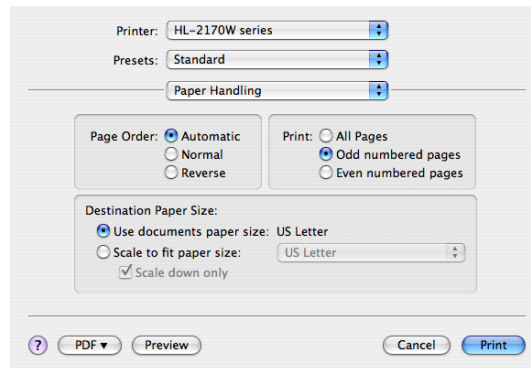 Printer: HL-2170W series
Presets: Standard
Paper Handling
Page Order: Automatic Print: All Pages
Normal Odd numbered pages
Reverse Even numbered pages
Destination Paper Size:
Use documents paper size: US Letter
Scale to fit paper size: US Letter
Scale down only
? PDF▼ Preview Cancel Print